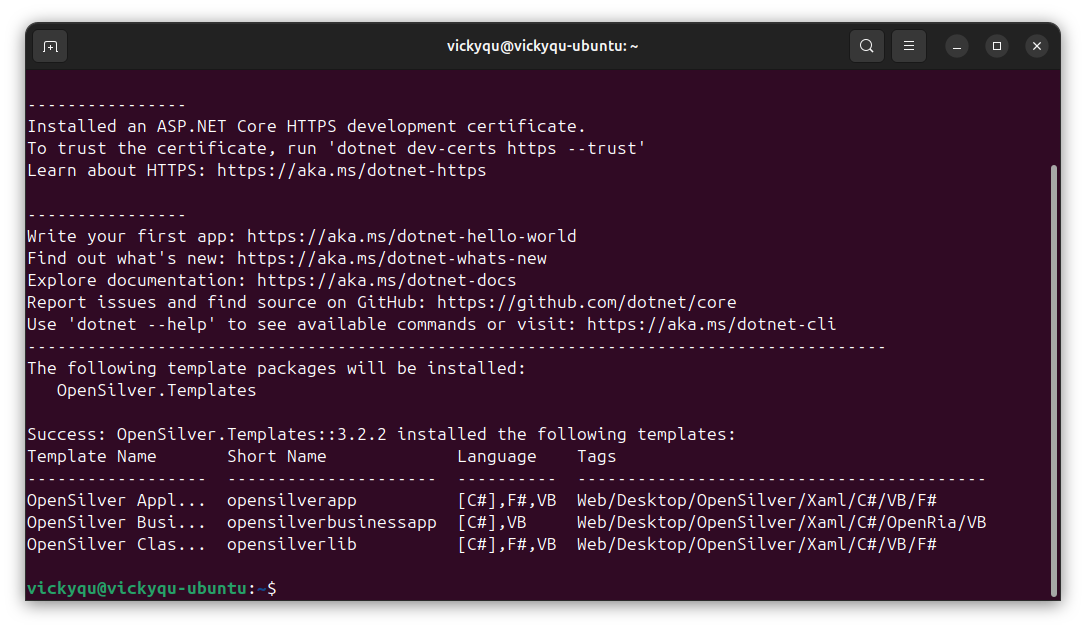 vickyqu@vickyqu-ubuntu: ~
----------------
Installed an ASP.NET Core HTTPS development certificate.
To trust the certificate, run 'dotnet dev-certs https --trust'
Learn about HTTPS: https://aka.ms/dotnet-https
----------------
Write your first app: https://aka.ms/dotnet-hello-world
Find out what's new: https://aka.ms/dotnet-whats-new
Explore documentation: https://aka.ms/dotnet-docs
Report issues and find source on GitHub: https://github.com/dotnet/core
Use 'dotnet --help' to see available commands or visit: https://aka.ms/dotnet-cli
--------------------------------------------------------------------------------------
The following template packages will be installed:
   OpenSilver.Templates
Success: OpenSilver.Templates::3.2.2 installed the following templates:
Template Name       Short Name             Language    Tags
------------------  ---------------------  ----------  -----------------------------------------
OpenSilver Appl...  opensilverapp          [C#],F#,VB  Web/Desktop/OpenSilver/Xaml/C#/VB/F#
OpenSilver Busi...  opensilverbusinessapp  [C#],VB     Web/Desktop/OpenSilver/Xaml/C#/OpenRia/VB
OpenSilver Clas...  opensilverlib          [C#],F#,VB  Web/Desktop/OpenSilver/Xaml/C#/VB/F#
vickyqu@vickyqu-ubuntu:~$